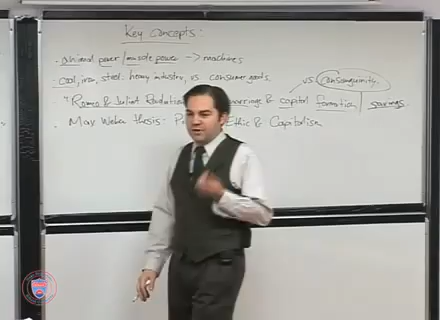 Key concepts:
· animal power / muscle power -> machines
· coal, iron, steel: heavy industry, vs. consumer goods.
vs. Consanguinity
"Romeo & Juliet Revolution marriage & capital formation / savings
· Max Weber thesis: Ethic & Capitalism